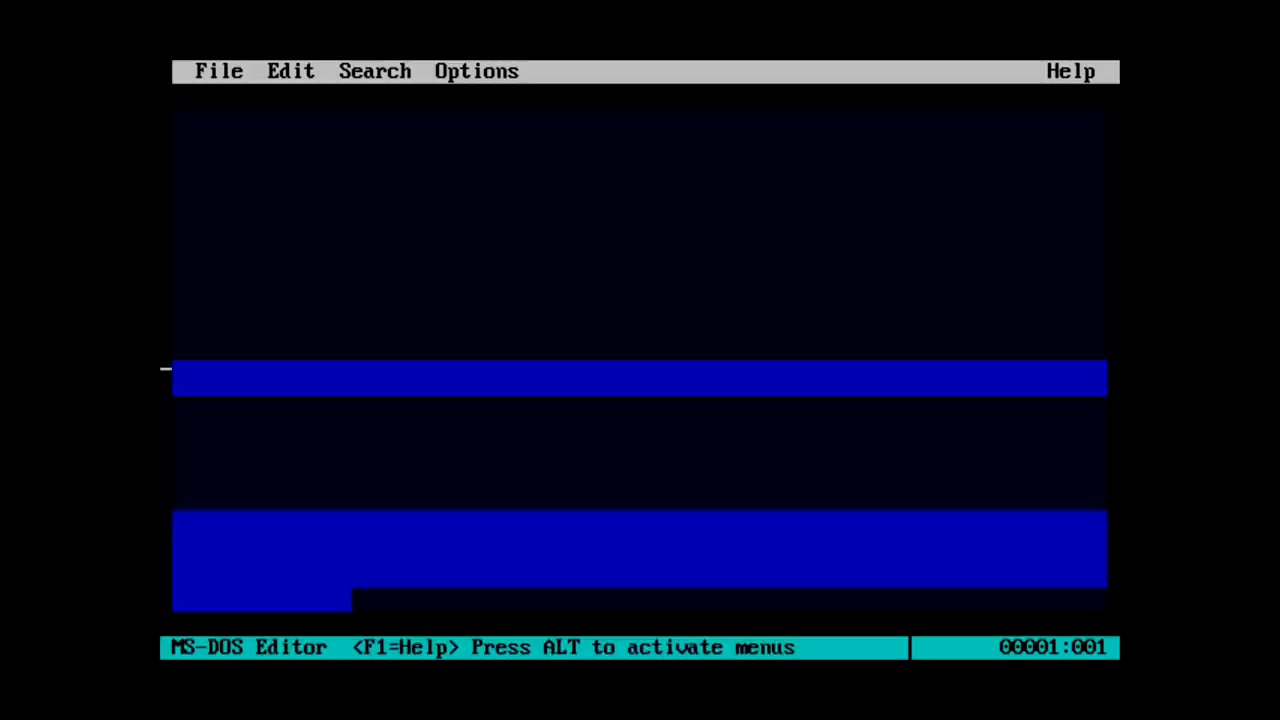 File Edit Search Options Help
MS-DOS Editor <F1=Help> Press ALT to activate menus 00001:001